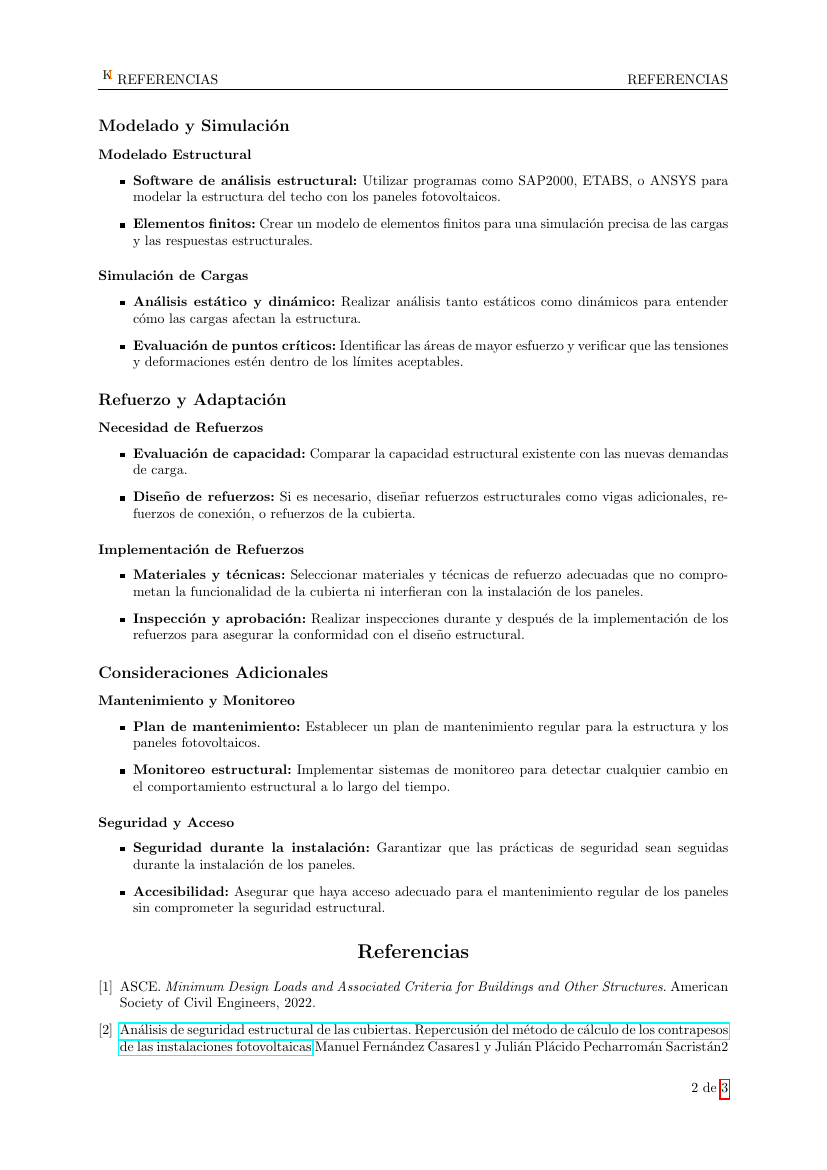 K REFERENCIAS REFERENCIAS
Modelado y Simulación
Modelado Estructural
▪ Software de análisis estructural: Utilizar programas como SAP2000, ETABS, o ANSYS para
modelar la estructura del techo con los paneles fotovoltaicos.
▪ Elementos finitos: Crear un modelo de elementos finitos para una simulación precisa de las cargas
y las respuestas estructurales.
Simulación de Cargas
▪ Análisis estático y dinámico: Realizar análisis tanto estáticos como dinámicos para entender
cómo las cargas afectan la estructura.
▪ Evaluación de puntos críticos: Identificar las áreas de mayor esfuerzo y verificar que las tensiones
y deformaciones estén dentro de los límites aceptables.
Refuerzo y Adaptación
Necesidad de Refuerzos
▪ Evaluación de capacidad: Comparar la capacidad estructural existente con las nuevas demandas
de carga.
▪ Diseño de refuerzos: Si es necesario, diseñar refuerzos estructurales como vigas adicionales, re-
fuerzos de conexión, o refuerzos de la cubierta.
Implementación de Refuerzos
▪ Materiales y técnicas: Seleccionar materiales y técnicas de refuerzo adecuadas que no compro-
metan la funcionalidad de la cubierta ni interfieran con la instalación de los paneles.
▪ Inspección y aprobación: Realizar inspecciones durante y después de la implementación de los
refuerzos para asegurar la conformidad con el diseño estructural.
Consideraciones Adicionales
Mantenimiento y Monitoreo
▪ Plan de mantenimiento: Establecer un plan de mantenimiento regular para la estructura y los
paneles fotovoltaicos.
▪ Monitoreo estructural: Implementar sistemas de monitoreo para detectar cualquier cambio en
el comportamiento estructural a lo largo del tiempo.
Seguridad y Acceso
▪ Seguridad durante la instalación: Garantizar que las prácticas de seguridad sean seguidas
durante la instalación de los paneles.
▪ Accesibilidad: Asegurar que haya acceso adecuado para el mantenimiento regular de los paneles
sin comprometer la seguridad estructural.
Referencias
[1] ASCE. Minimum Design Loads and Associated Criteria for Buildings and Other Structures. American
Society of Civil Engineers, 2022.
[2] Análisis de seguridad estructural de las cubiertas. Repercusión del método de cálculo de los contrapesos
de las instalaciones fotovoltaicas Manuel Fernández Casares1 y Julián Plácido Pecharromán Sacristán2
2 de 3